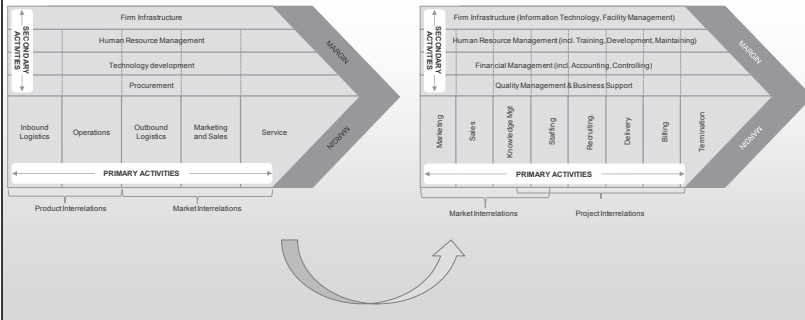 SECONDARY
ACTIVITIES
Firm Infrastructure
Human Resource Management
Technology development
Procurement
MARGIN
MARGIN
Inbound
Logistics
Operations
Outbound
Logistics
Marketing
and Sales
Service
PRIMARY ACTIVITIES
Product Interrelations
Market Interrelations
SECONDARY
ACTIVITIES
Firm Infrastructure (Information Technology, Facility Management)
Human Resource Management (incl. Training, Development, Maintaining)
Financial Management (incl. Accounting, Controlling)
Quality Management & Business Support
MARGIN
MARGIN
Marketing
Sales
Knowledge Mgt
Staffing
Recruiting.
Delivery
Billing
Termination
PRIMARY ACTIVITIES
Market Interrelations
Project Interrelations